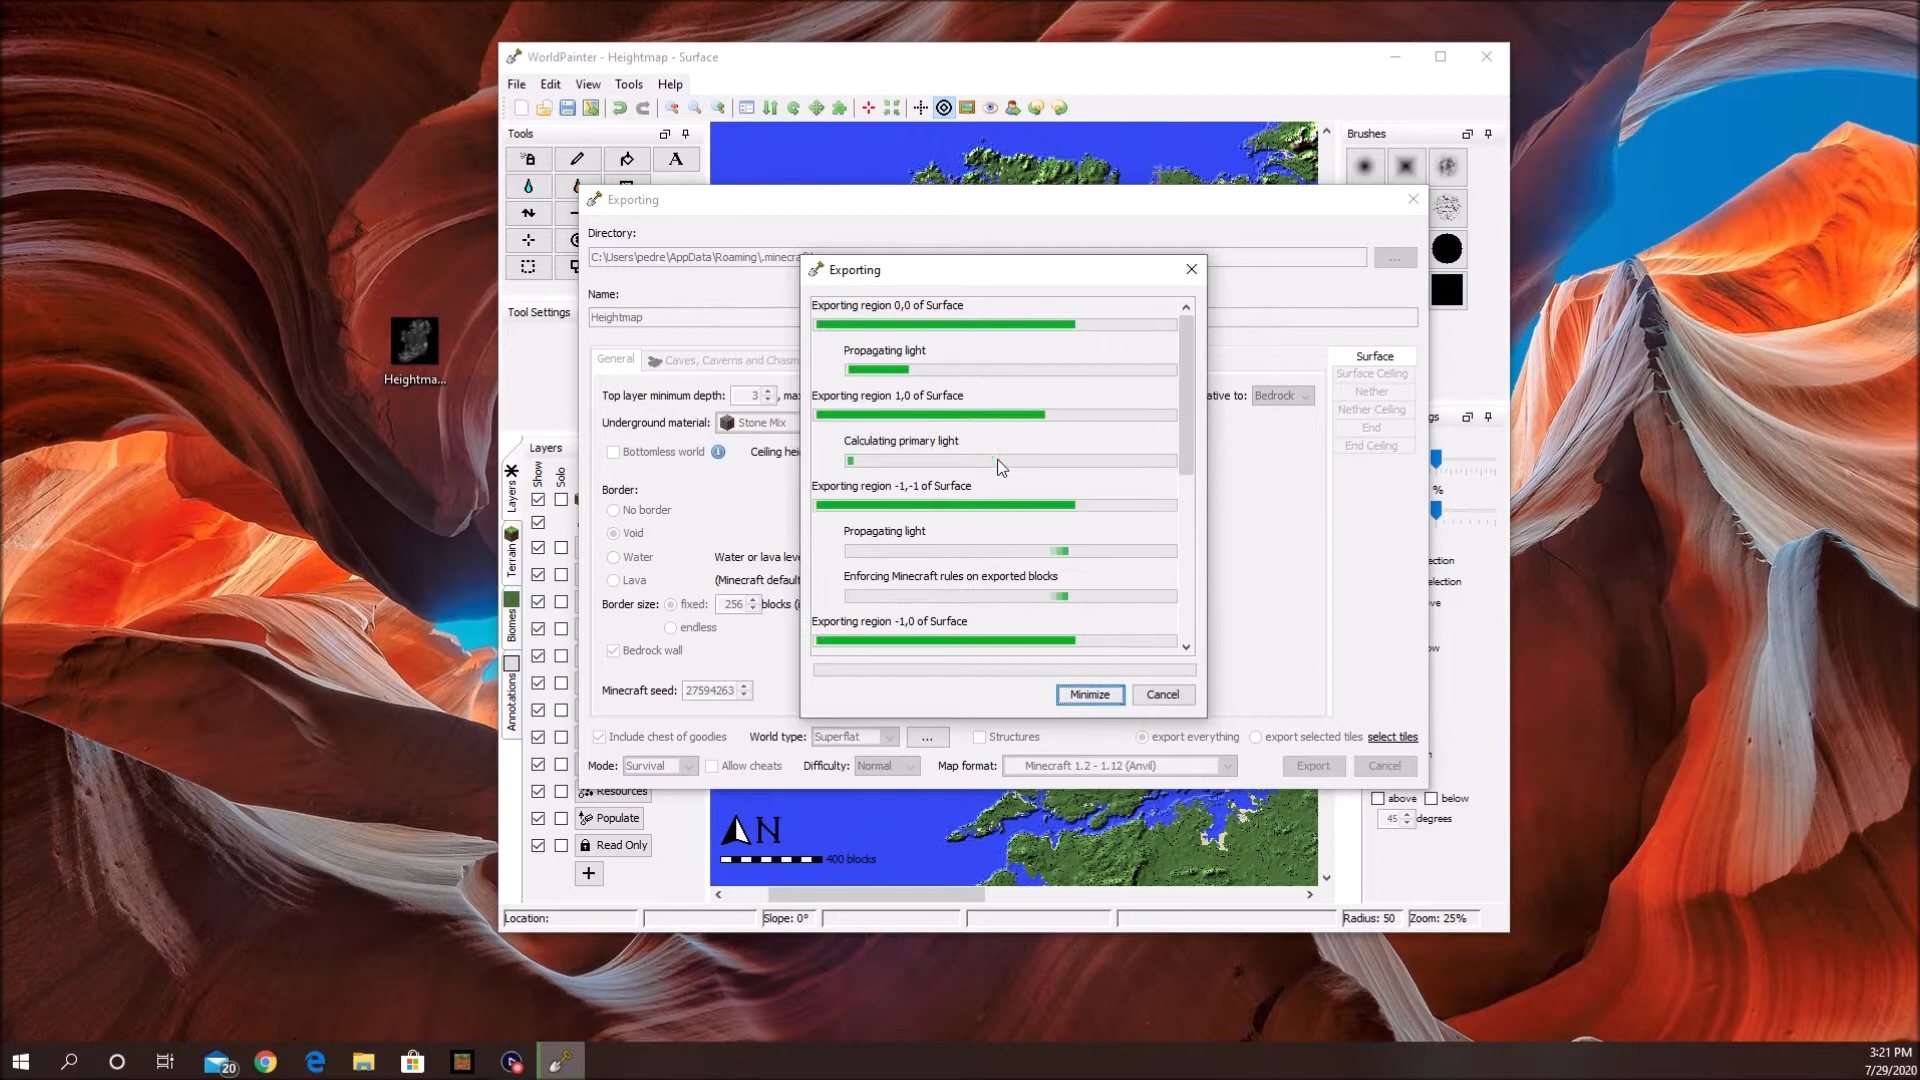 WorldPainter - Heightmap - Surface
File Edit View Tools Help
Tools
Brushes
A
Exporting
Directory:
C:\Users\pedre\AppData\Roaming\.minecraf
...
Exporting
Name:
Heightmap
Exporting region 0,0 of Surface
Tool Settings
Propagating light
General
Caves, Caverns and Chasm
Surface
Surface Ceiling
Heightma...
Nether
Top layer minimum depth: 3 , ma
Exporting region 1,0 of Surface
ative to: Bedrock
Nether Ceiling
Underground material: Stone Mix
End
End Ceiling
Layers
Calculating primary light
Bottomless world
Ceiling hei
Show
Solo
Layers
Terrain
Biomes
Annotations
Border:
Exporting region -1,-1 of Surface
%
No border
Void
Propagating light
Water
Water or lava leve
Lava
(Minecraft default
Enforcing Minecraft rules on exported blocks
Border size: fixed: 256 blocks (i
endless
Exporting region -1,0 of Surface
Bedrock wall
Minecraft seed: 27594263
Minimize
Cancel
Include chest of goodies
World type: Superflat
...
Structures
export everything
export selected tiles
select tiles
Mode: Survival
Allow cheats
Difficulty: Normal
Map format: Minecraft 1.2 - 1.12 (Anvil)
Export
Cancel
Resources
above
below
Populate
45 degrees
N
Read Only
400 blocks
+
Location:
Slope: 0°
Radius: 50
Zoom: 25%
20
3:21 PM
7/29/2020